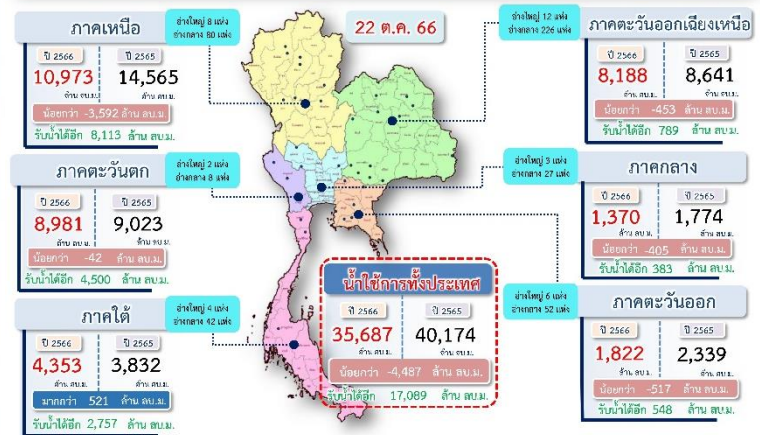 22 ต.ค. 66
ภาคเหนือ
อ่างใหญ่ 8 แห่ง
อ่างกลาง 80 แห่ง
ปี 2566 ปี 2565
10,973 14,565
ล้าน ลบ.ม. ล้าน ลบ.ม.
น้อยกว่า -3,592 ล้าน ลบ.ม.
รับน้ำได้อีก 8,113 ล้าน ลบ.ม.
ภาคตะวันออกเฉียงเหนือ
อ่างใหญ่ 12 แห่ง
อ่างกลาง 226 แห่ง
ปี 2566 ปี 2565
8,188 8,641
ล้าน ลบ.ม. ล้าน ลบ.ม.
น้อยกว่า -453 ล้าน ลบ.ม.
รับน้ำได้อีก 789 ล้าน ลบ.ม.
ภาคตะวันตก
อ่างใหญ่ 2 แห่ง
อ่างกลาง 8 แห่ง
ปี 2566 ปี 2565
8,981 9,023
ล้าน ลบ.ม. ล้าน ลบ.ม.
น้อยกว่า -42 ล้าน ลบ.ม.
รับน้ำได้อีก 4,500 ล้าน ลบ.ม.
ภาคกลาง
อ่างใหญ่ 3 แห่ง
อ่างกลาง 27 แห่ง
ปี 2566 ปี 2565
1,370 1,774
ล้าน ลบ.ม. ล้าน ลบ.ม.
น้อยกว่า -405 ล้าน ลบ.ม.
รับน้ำได้อีก 383 ล้าน ลบ.ม.
ภาคใต้
อ่างใหญ่ 4 แห่ง
อ่างกลาง 42 แห่ง
ปี 2566 ปี 2565
4,353 3,832
ล้าน ลบ.ม. ล้าน ลบ.ม.
มากกว่า 521 ล้าน ลบ.ม.
รับน้ำได้อีก 2,757 ล้าน ลบ.ม.
น้ำใช้การทั้งประเทศ
ปี 2566 ปี 2565
35,687 40,174
ล้าน ลบ.ม. ล้าน ลบ.ม.
น้อยกว่า -4,487 ล้าน ลบ.ม.
รับน้ำได้อีก 17,089 ล้าน ลบ.ม.
ภาคตะวันออก
อ่างใหญ่ 6 แห่ง
อ่างกลาง 52 แห่ง
ปี 2566 ปี 2565
1,822 2,339
ล้าน ลบ.ม. ล้าน ลบ.ม.
น้อยกว่า -517 ล้าน ลบ.ม.
รับน้ำได้อีก 548 ล้าน ลบ.ม.